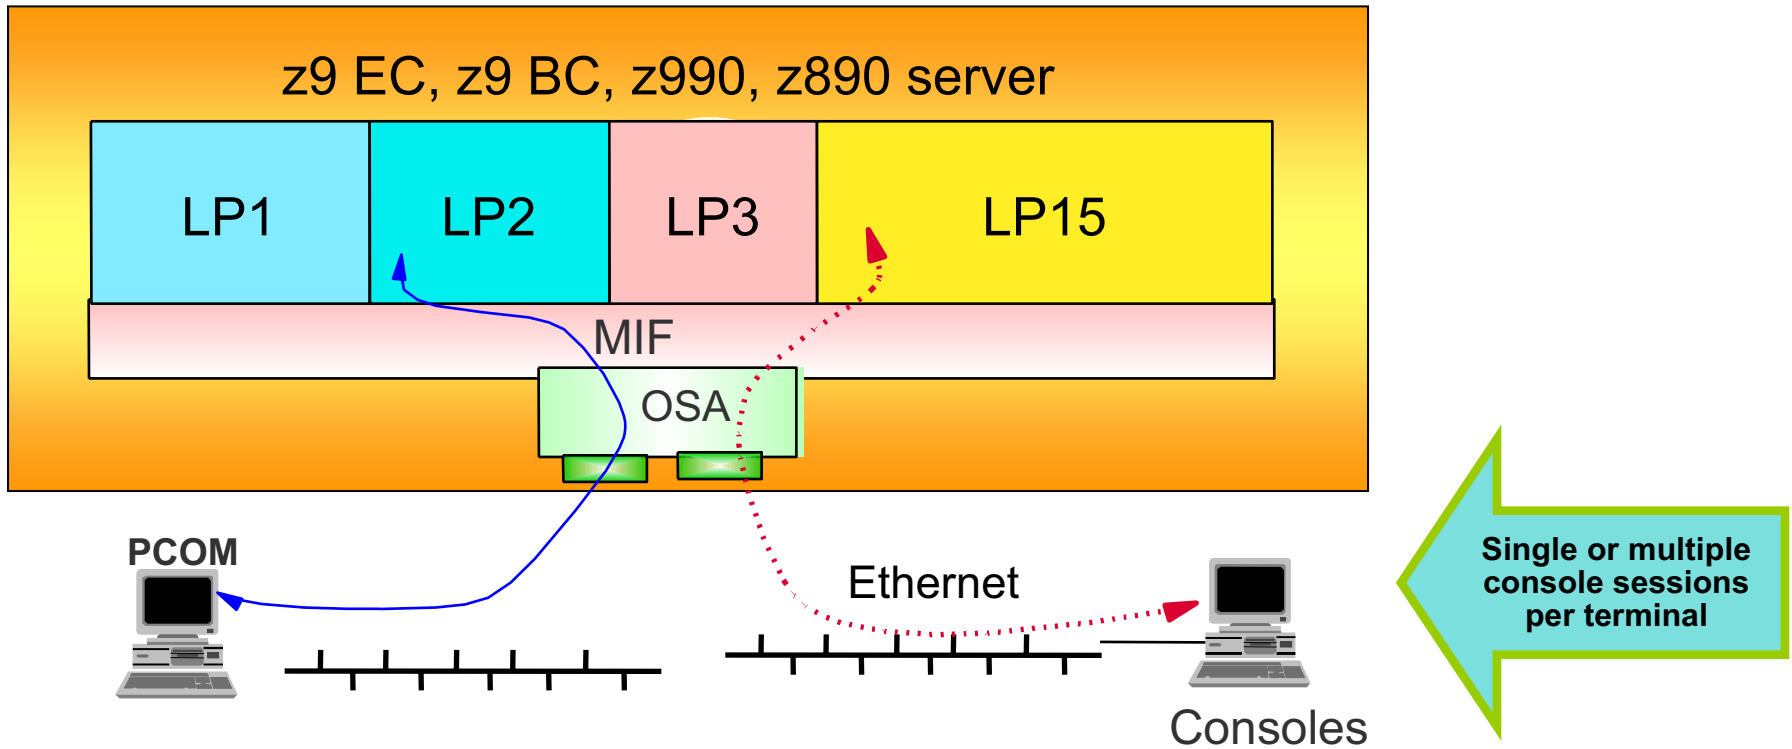 z9 EC, z9 BC, z990, z890 server
LP1
LP2
LP3
LP15
MIF
OSA
PCOM
Ethernet
Single or multiple
console sessions
per terminal
Consoles